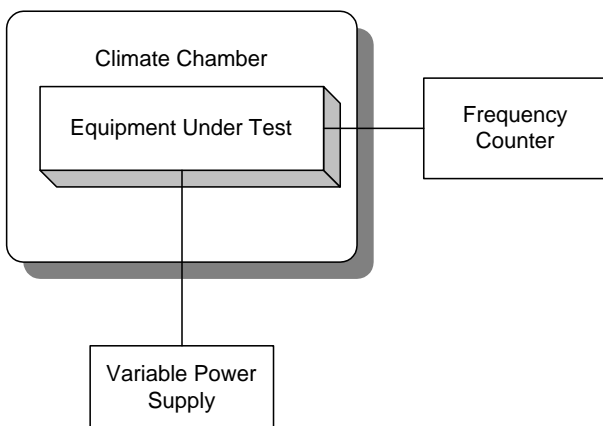 Climate Chamber
Equipment Under Test
Frequency
Counter
Variable Power
Supply